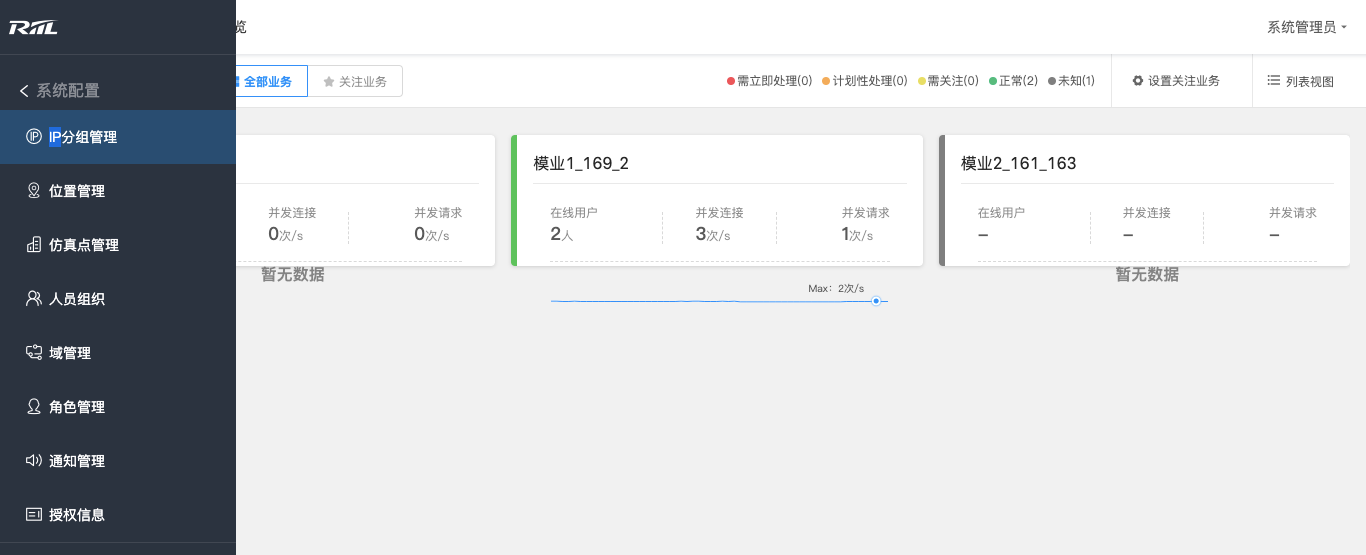 览
系统管理员
系统配置
IP分组管理
位置管理
仿真点管理
人员组织
域管理
角色管理
通知管理
授权信息
全部业务
关注业务
需立即处理(0)
计划性处理(0)
需关注(0)
正常(2)
未知(1)
设置关注业务
列表视图
并发连接
0次/s
并发请求
0次/s
暂无数据
模业1_169_2
在线用户
2人
并发连接
3次/s
并发请求
1次/s
Max：2次/s
模业2_161_163
在线用户
–
并发连接
–
并发请求
–
暂无数据